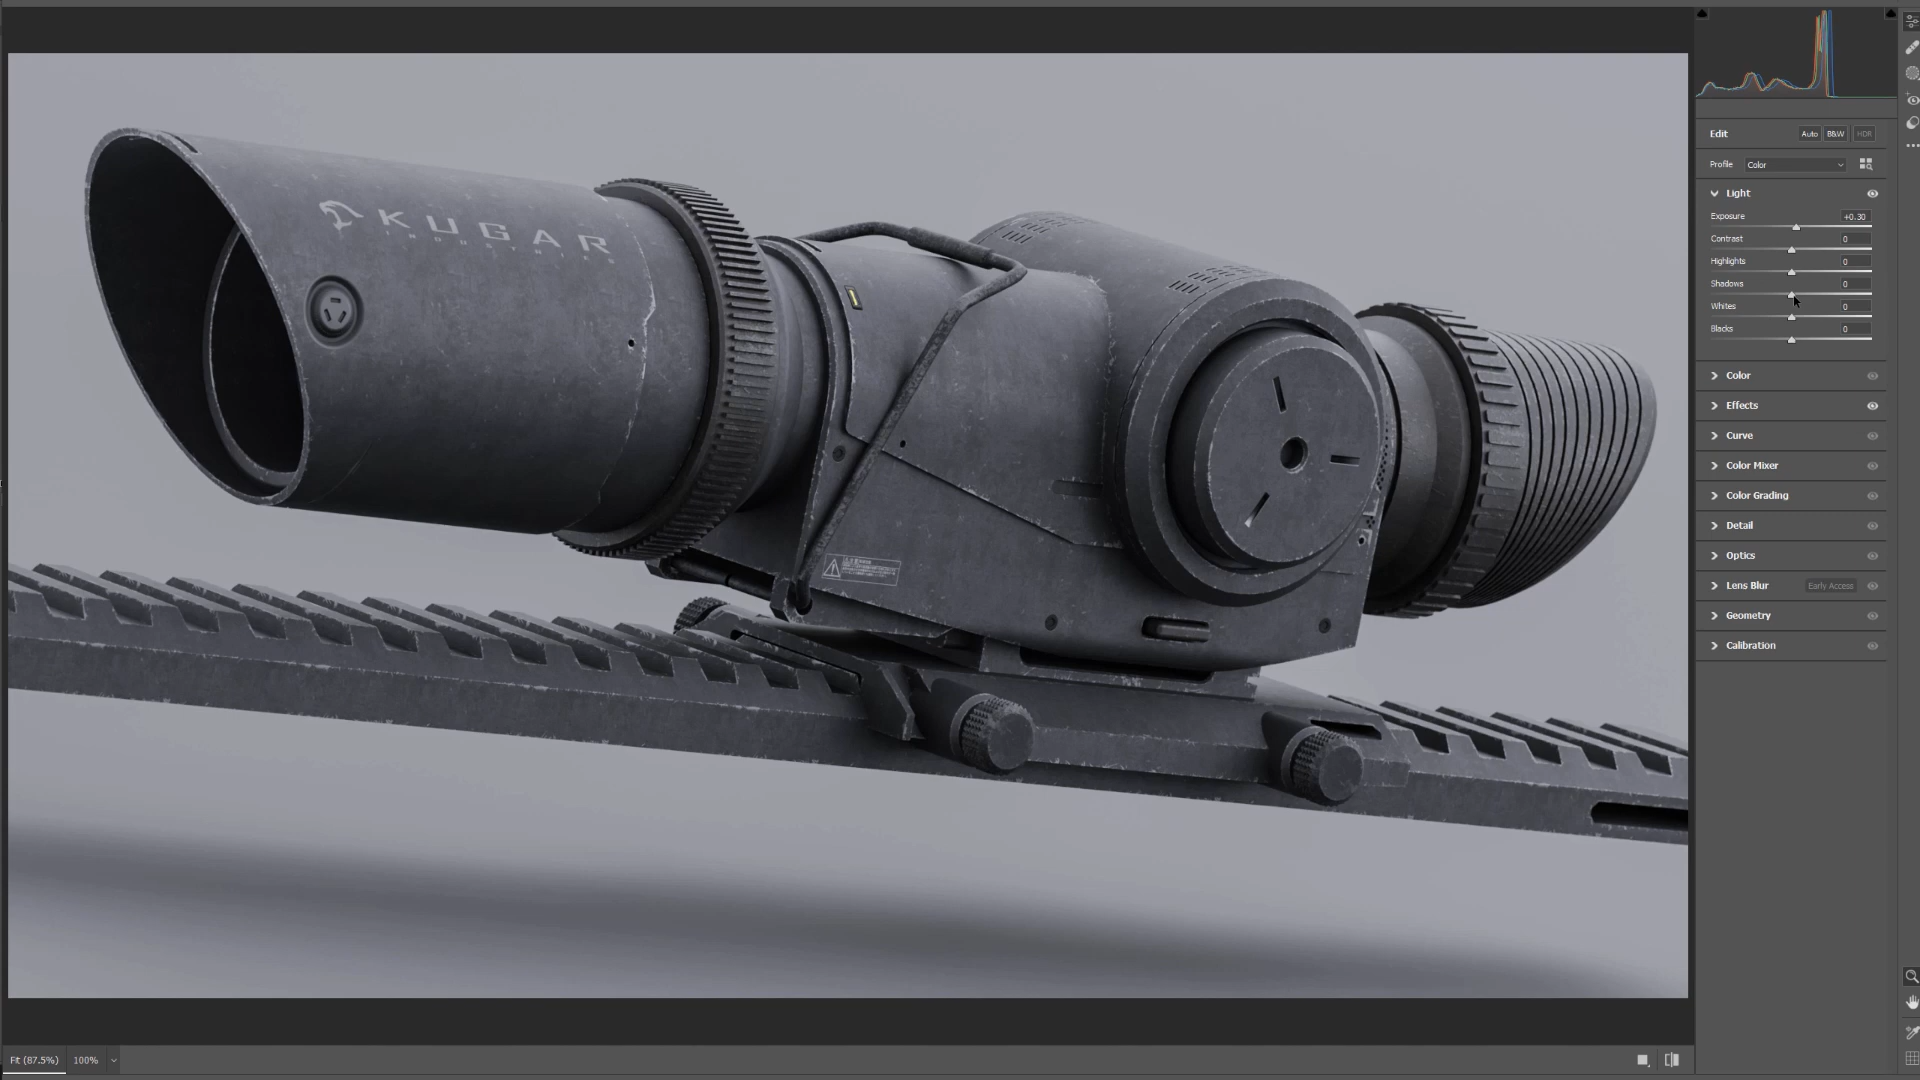 KUGAR
INDUSTRIES
Edit
Auto B&W HDR
Profile Color
Light
Exposure +0.30
Contrast 0
Highlights 0
Shadows 0
Whites 0
Blacks 0
Color
Effects
Curve
Color Mixer
Color Grading
Detail
Optics
Lens Blur Early Access
Geometry
Calibration
Fit (87.5%) 100%